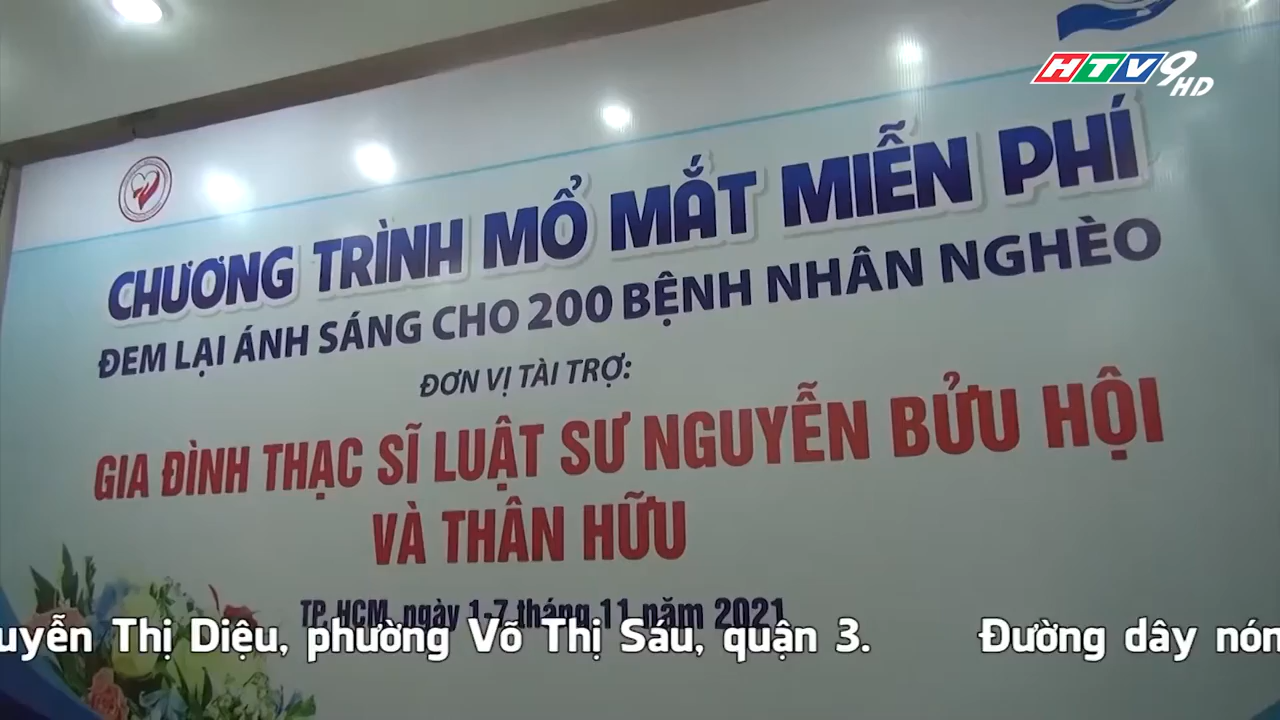 HTV9 HD
CHƯƠNG TRÌNH MỔ MẮT MIỄN PHÍ
ĐEM LẠI ÁNH SÁNG CHO 200 BỆNH NHÂN NGHÈO
ĐƠN VỊ TÀI TRỢ:
GIA ĐÌNH THẠC SĨ LUẬT SƯ NGUYỄN BỬU HỘI
VÀ THÂN HỮU
TP. HCM, ngày 1-7 tháng 11 năm 2021
uyễn Thị Diệu, phường Võ Thị Sáu, quận 3. Đường dây nón